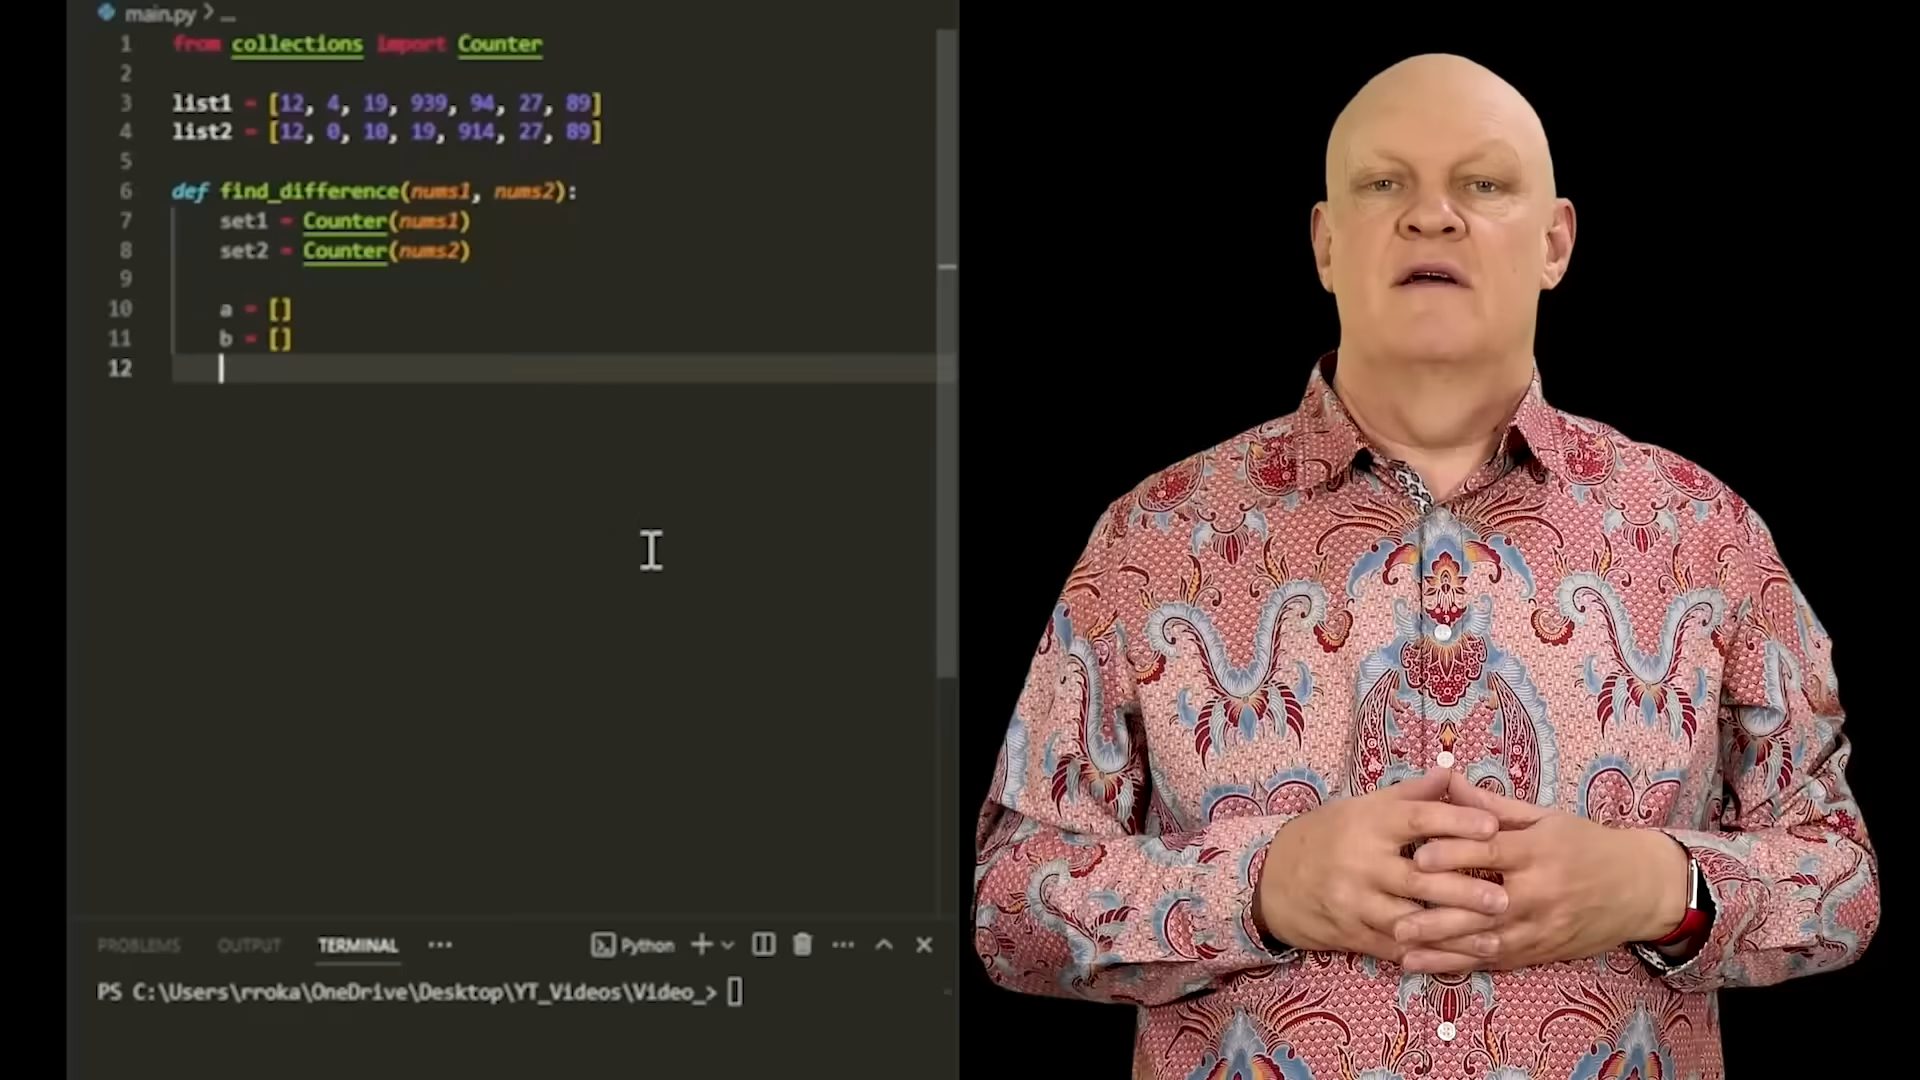 main.py > ...
1 from collections import Counter
2
3 list1 = [12, 4, 19, 939, 94, 27, 89]
4 list2 = [12, 0, 10, 19, 914, 27, 89]
5
6 def find_difference(nums1, nums2):
7 set1 = Counter(nums1)
8 set2 = Counter(nums2)
9
10 a = []
11 b = []
12
PROBLEMS OUTPUT TERMINAL ... Python
PS C:\Users\rroka\OneDrive\Desktop\YT_Videos\Video_>